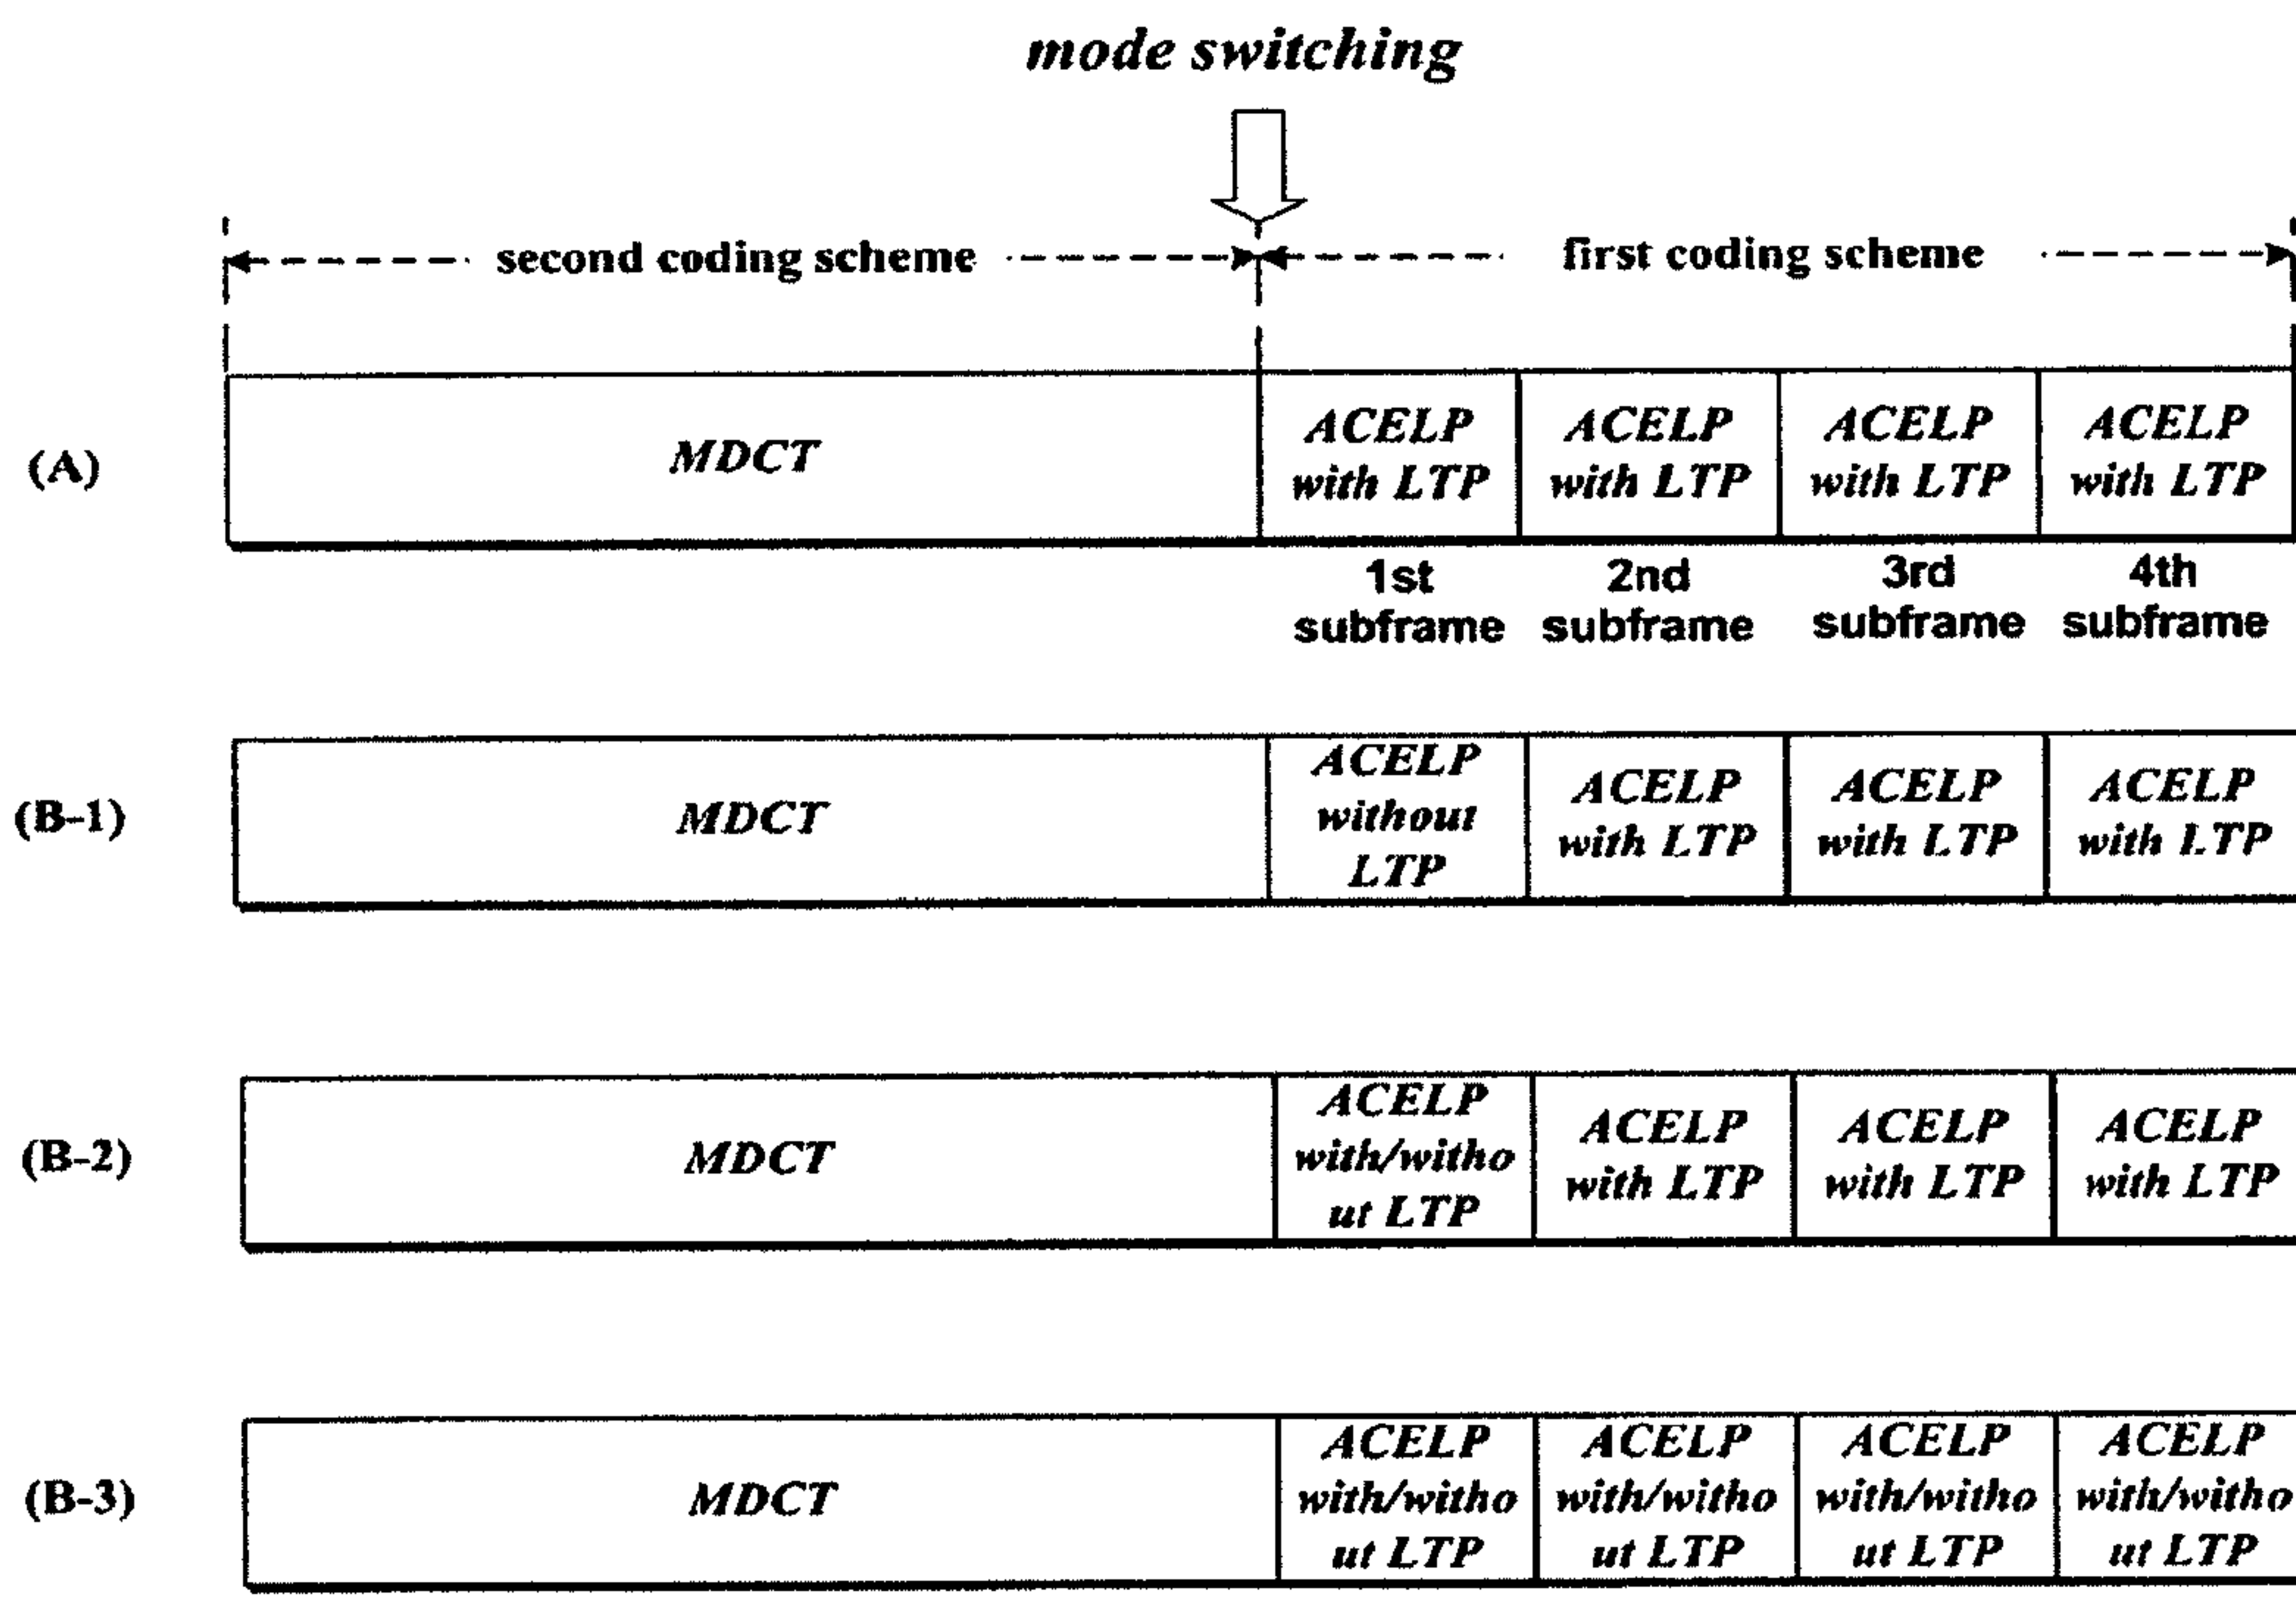 mode switching
second coding scheme first coding scheme
(A) MDCT
ACELP with LTP
ACELP with LTP
ACELP with LTP
ACELP with LTP
1st subframe
2nd subframe
3rd subframe
4th subframe
(B-1) MDCT
ACELP without LTP
ACELP with LTP
ACELP with LTP
ACELP with LTP
(B-2) MDCT
ACELP with/witho ut LTP
ACELP with LTP
ACELP with LTP
ACELP with LTP
(B-3) MDCT
ACELP with/witho ut LTP
ACELP with/witho ut LTP
ACELP with/witho ut LTP
ACELP with/witho ut LTP